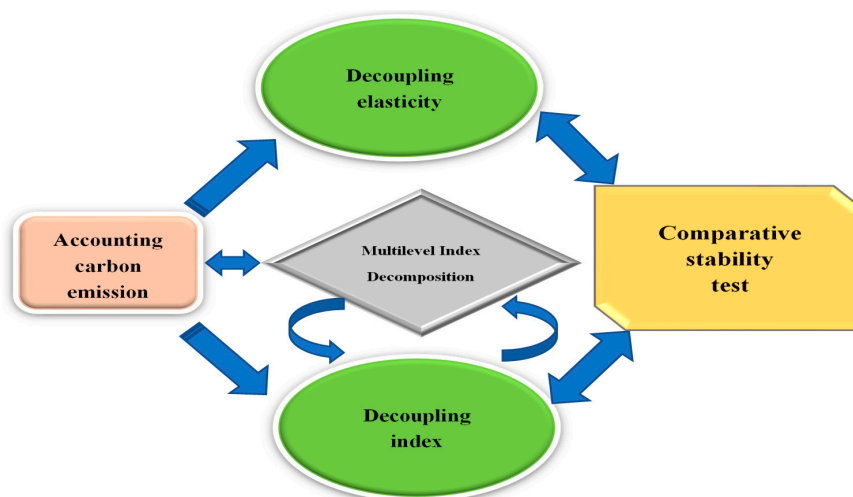 Decoupling
elasticity
Accounting
carbon
emission
Multilevel Index
Decomposition
Comparative
stability
test
Decoupling
index